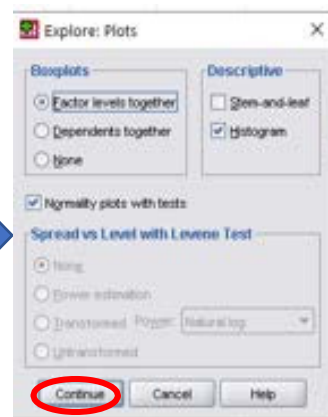 Explore: Plots
Boxplots
Factor levels together
Dependents together
None
Descriptive
Stem-and-leaf
Histogram
Normality plots with tests
Spread vs Level with Levene Test
None
Power estimation
Transformed Power: Natural log
Untransformed
Continue Cancel Help